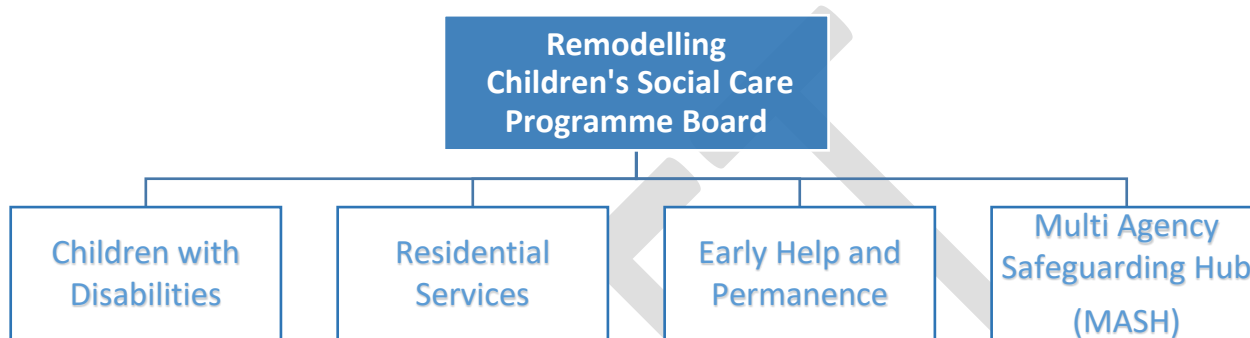 Remodelling
Children's Social Care
Programme Board
Children with
Disabilities
Residential
Services
Early Help and
Permanence
Multi Agency
Safeguarding Hub
(MASH)